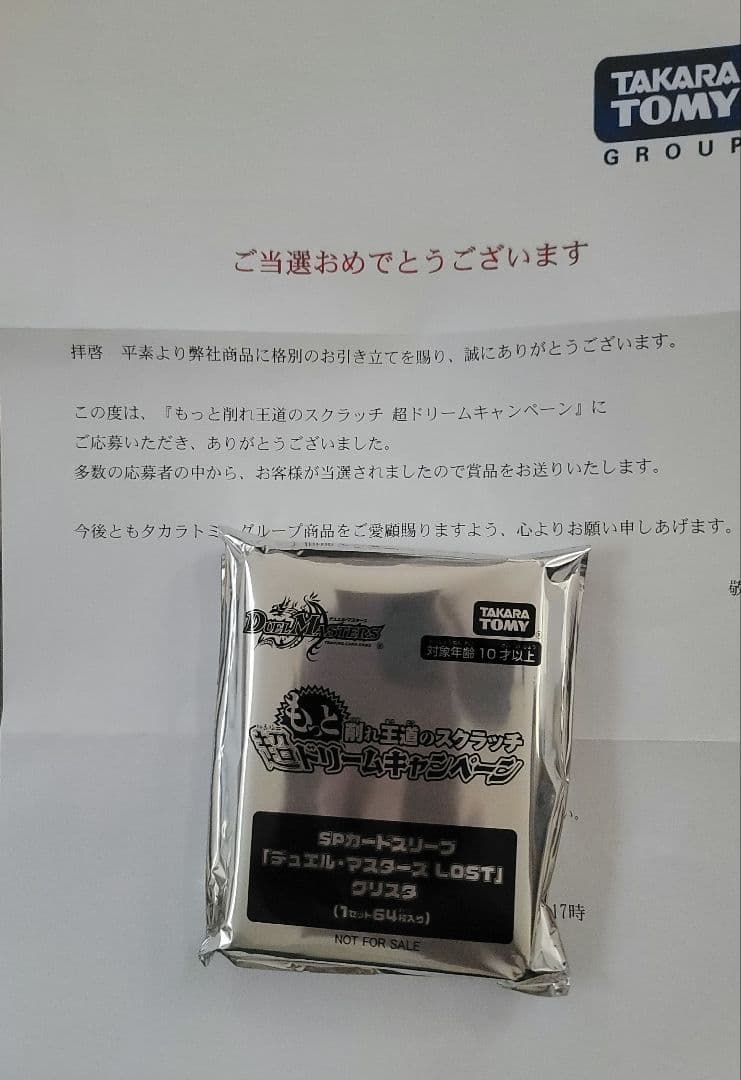 TAKARA
TOMY
GROUP
ご当選おめでとうございます
拝啓 平素より弊社商品に格別のお引き立てを賜り、誠にありがとうございます。
この度は、『もっと削れ王道のスクラッチ 超ドリームキャンペーン』に
ご応募いただき、ありがとうございました。
多数の応募者の中から、お客様が当選されましたので賞品をお送りいたします。
今後ともタカラトミーグループ商品をご愛顧賜りますよう、心よりお願い申しあげます。
敬
DUEL MASTERS
TAKARA
TOMY
対象年齢 10才以上
もっと削れ王道のスクラッチ
超ドリームキャンペーン
SPカードスリーブ
「デュエル・マスターズ LOST」
クリスタ
(1セット64枚入り)
NOT FOR SALE
い。
17時